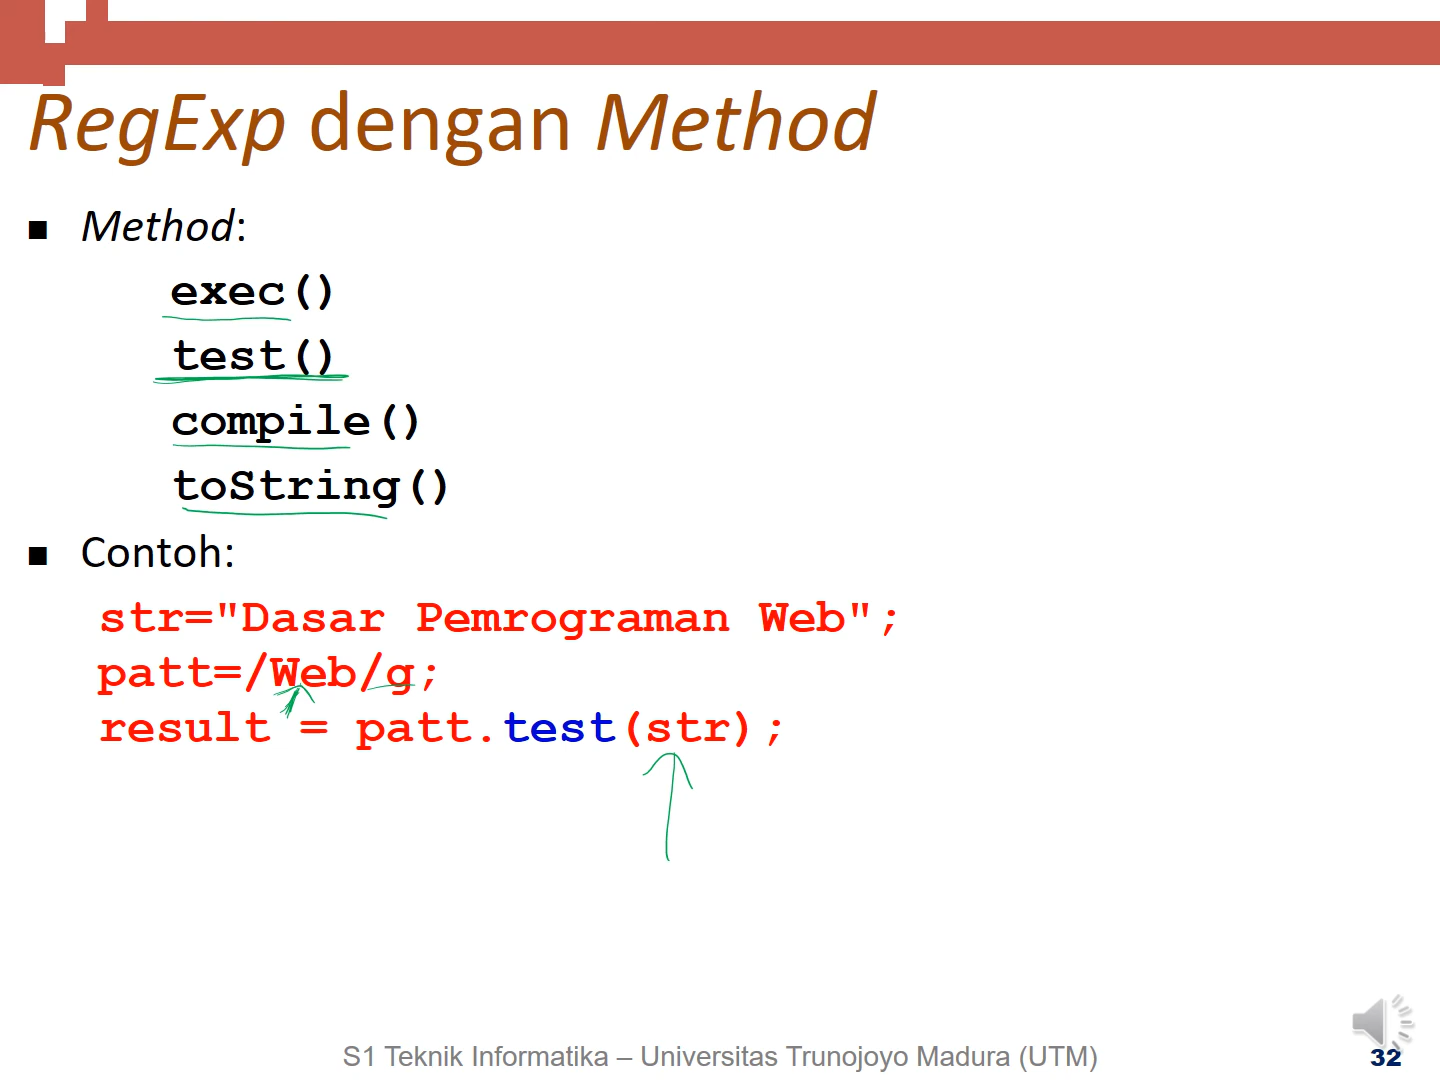 RegExp dengan Method
■ Method:
exec()
test()
compile()
toString()
■ Contoh:
str="Dasar Pemrograman Web";
patt=/Web/g;
result = patt.test(str);
S1 Teknik Informatika – Universitas Trunojoyo Madura (UTM)
32